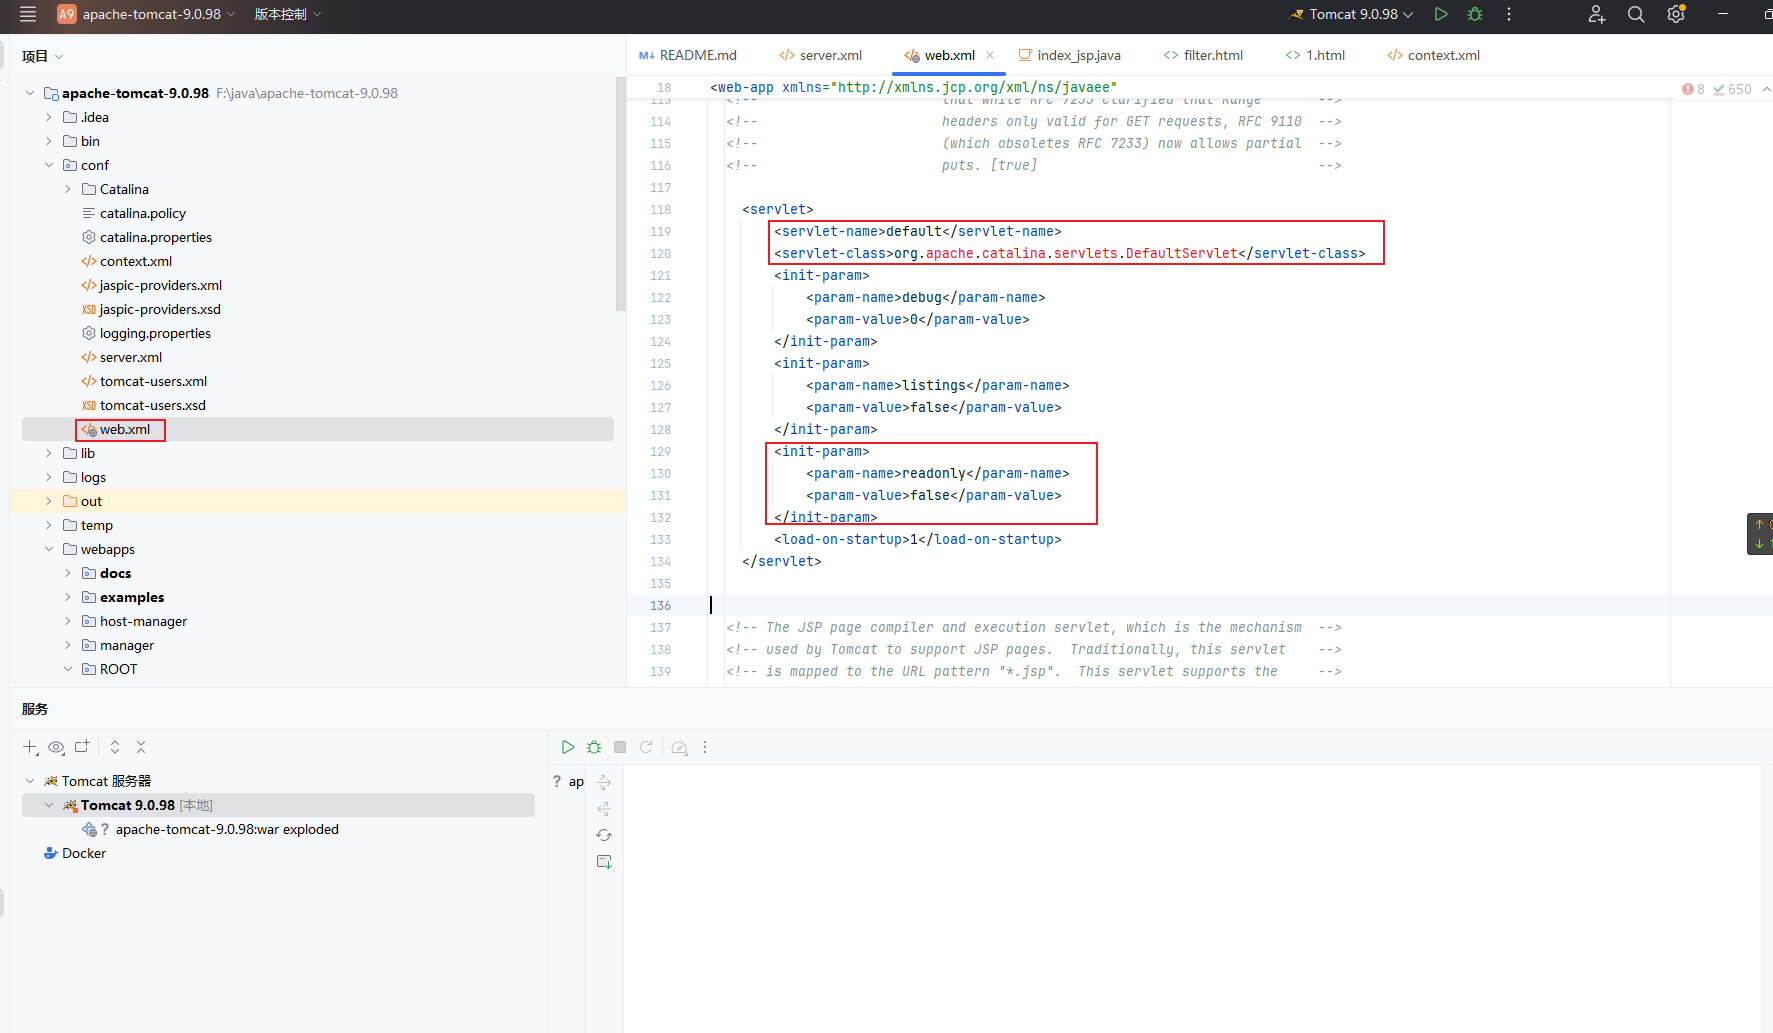 A9 apache-tomcat-9.0.98 版本控制 Tomcat 9.0.98
项目
apache-tomcat-9.0.98 F:\java\apache-tomcat-9.0.98
.idea
bin
conf
Catalina
catalina.policy
catalina.properties
context.xml
jaspic-providers.xml
XSD jaspic-providers.xsd
logging.properties
server.xml
tomcat-users.xml
XSD tomcat-users.xsd
web.xml
lib
logs
out
temp
webapps
docs
examples
host-manager
manager
ROOT
M↓ README.md server.xml web.xml index_jsp.java filter.html 1.html context.xml
18 <web-app xmlns="http://xmlns.jcp.org/xml/ns/javaee" 8 650
113 <!-- that while RFC 7233 clarified that Range -->
114 <!-- headers only valid for GET requests, RFC 9110 -->
115 <!-- (which obsoletes RFC 7233) now allows partial -->
116 <!-- puts. [true] -->
117
118 <servlet>
119 <servlet-name>default</servlet-name>
120 <servlet-class>org.apache.catalina.servlets.DefaultServlet</servlet-class>
121 <init-param>
122 <param-name>debug</param-name>
123 <param-value>0</param-value>
124 </init-param>
125 <init-param>
126 <param-name>listings</param-name>
127 <param-value>false</param-value>
128 </init-param>
129 <init-param>
130 <param-name>readonly</param-name>
131 <param-value>false</param-value>
132 </init-param>
133 <load-on-startup>1</load-on-startup>
134 </servlet>
135
136
137 <!-- The JSP page compiler and execution servlet, which is the mechanism -->
138 <!-- used by Tomcat to support JSP pages. Traditionally, this servlet -->
139 <!-- is mapped to the URL pattern "*.jsp". This servlet supports the -->
服务
Tomcat 服务器
Tomcat 9.0.98 [本地]
? apache-tomcat-9.0.98:war exploded
Docker
? ap